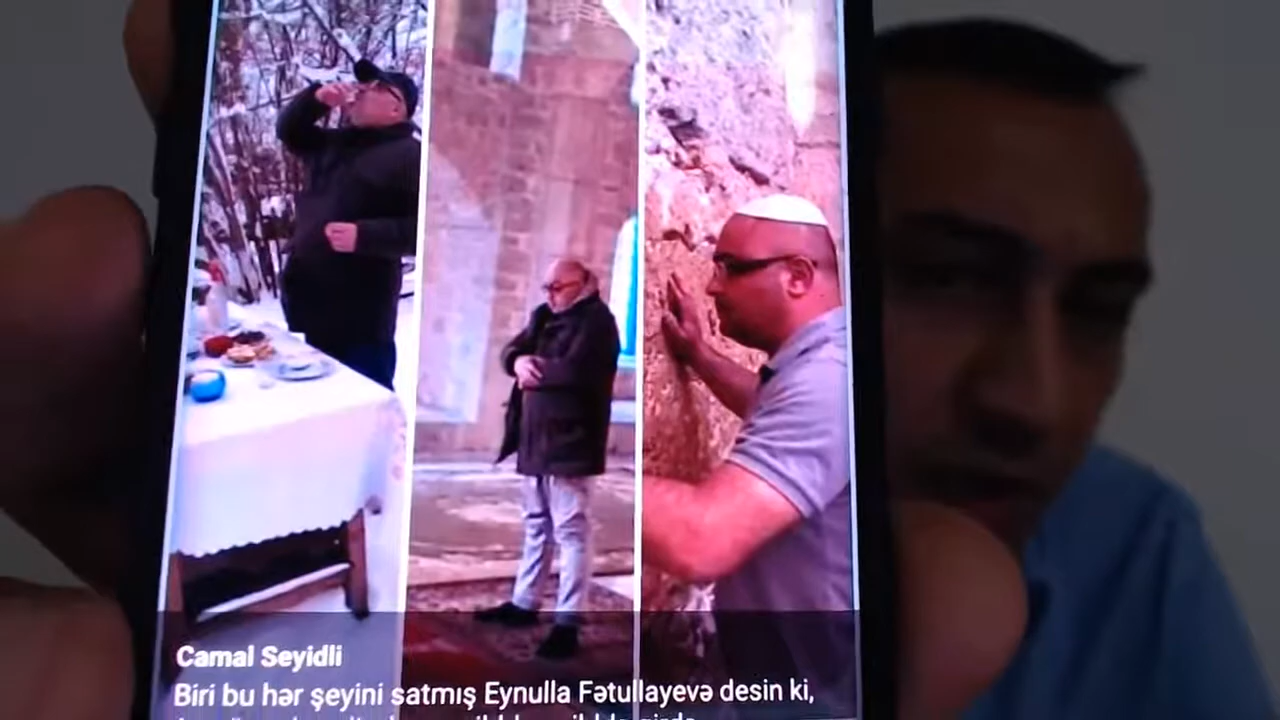 Camal Seyidli
Biri bu hər şeyini satmış Eynulla Fətullayevə desin ki,